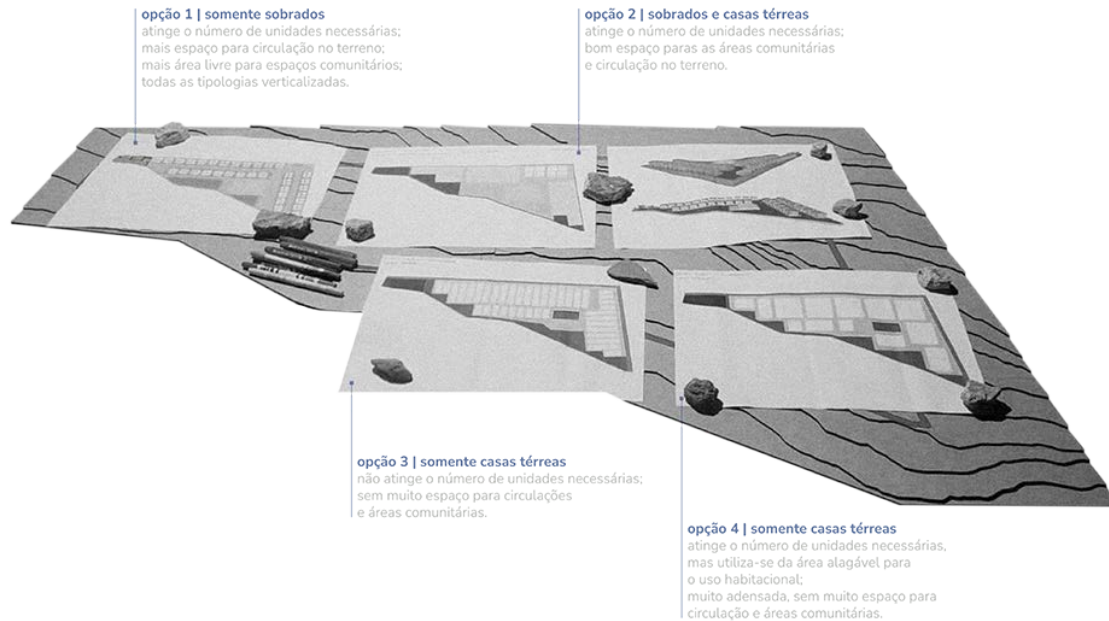 opção 1 | somente sobrados
atinge o número de unidades necessárias;
mais espaço para circulação no terreno;
mais área livre para espaços comunitários;
todas as tipologias verticalizadas.
opção 2 | sobrados e casas térreas
atinge o número de unidades necessárias;
bom espaço paras as áreas comunitárias
e circulação no terreno.
opção 3 | somente casas térreas
não atinge o número de unidades necessárias;
sem muito espaço para circulações
e áreas comunitárias.
opção 4 | somente casas térreas
atinge o número de unidades necessárias,
mas utiliza-se da área alagável para
o uso habitacional;
muito adensada, sem muito espaço para
circulação e áreas comunitárias.